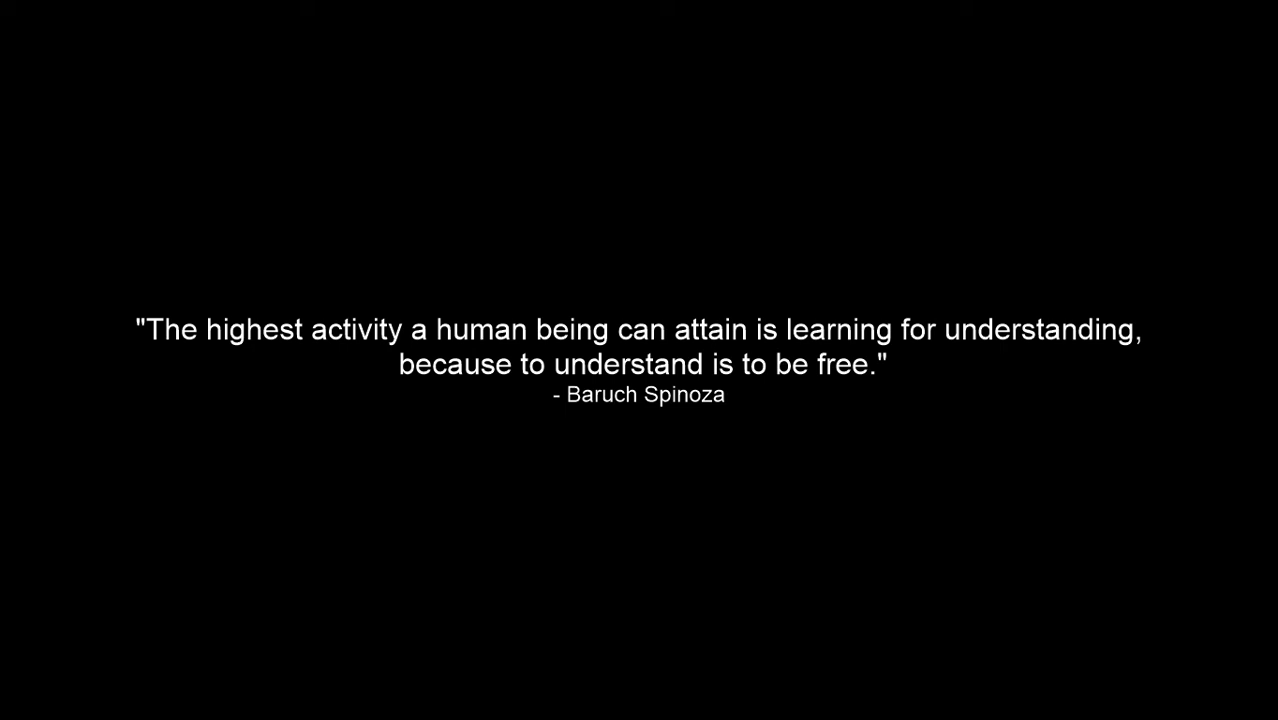 "The highest activity a human being can attain is learning for understanding,
because to understand is to be free."
- Baruch Spinoza